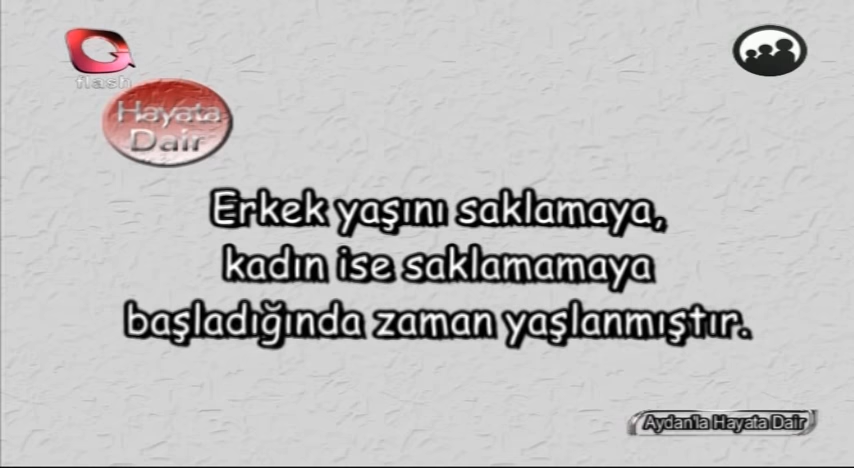 flash
Hayata
Dair
Erkek yaşını saklamaya,
kadın ise saklamamaya
başladığında zaman yaşlanmıştır.
Aydan'la Hayata Dair